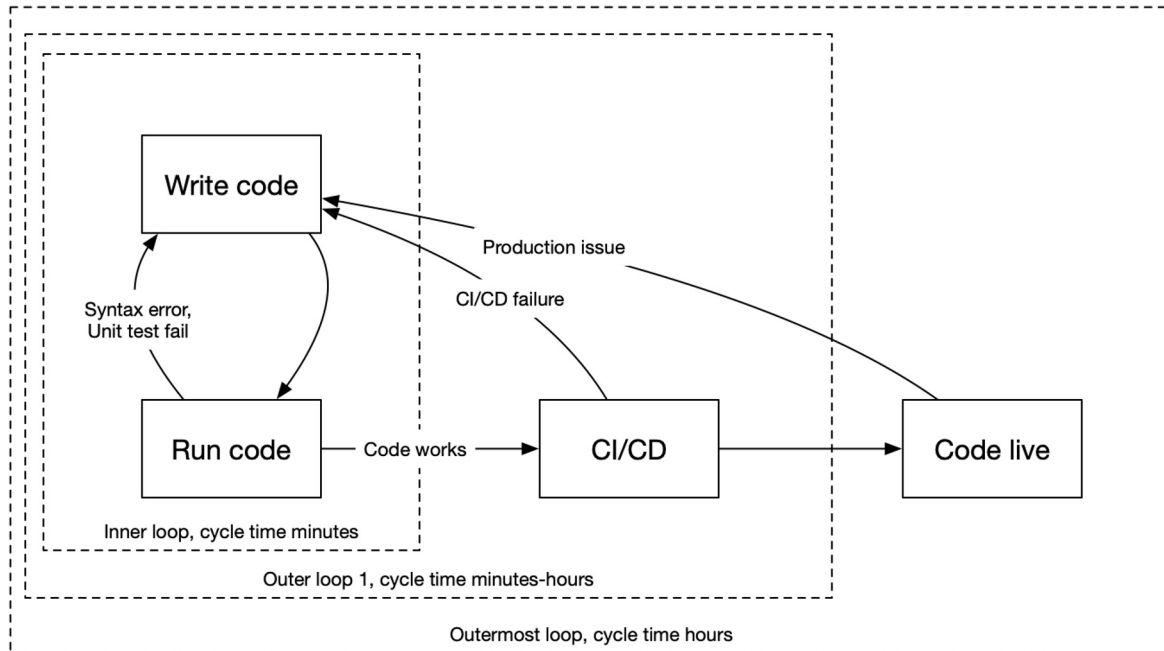 Write code
Production issue
CI/CD failure
Syntax error,
Unit test fail
Run code
Code works
CI/CD
Code live
Inner loop, cycle time minutes
Outer loop 1, cycle time minutes-hours
Outermost loop, cycle time hours